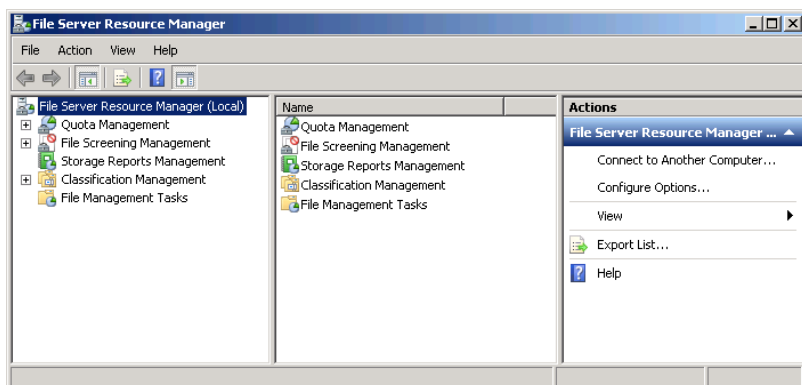 File Server Resource Manager
File Action View Help
File Server Resource Manager (Local)
Quota Management
File Screening Management
Storage Reports Management
Classification Management
File Management Tasks
Name
Quota Management
File Screening Management
Storage Reports Management
Classification Management
File Management Tasks
Actions
File Server Resource Manager ...
Connect to Another Computer...
Configure Options...
View
Export List...
Help